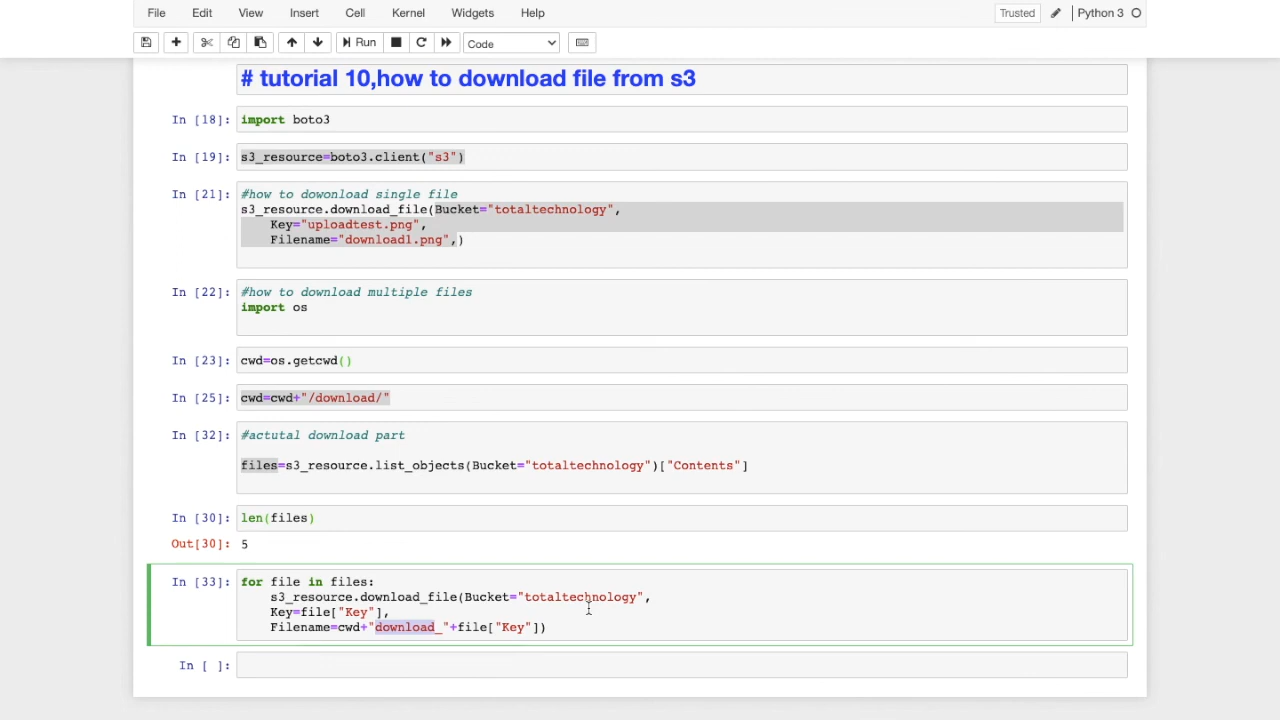 File Edit View Insert Cell Kernel Widgets Help Trusted Python 3
Run Code
# tutorial 10,how to download file from s3
In [18]: import boto3
In [19]: s3_resource=boto3.client("s3")
In [21]: #how to dowonload single file
s3_resource.download_file(Bucket="totaltechnology",
Key="uploadtest.png",
Filename="download1.png",)
In [22]: #how to download multiple files
import os
In [23]: cwd=os.getcwd()
In [25]: cwd=cwd+"/download/"
In [32]: #actutal download part
files=s3_resource.list_objects(Bucket="totaltechnology")["Contents"]
In [30]: len(files)
Out[30]: 5
In [33]: for file in files:
s3_resource.download_file(Bucket="totaltechnology",
Key=file["Key"],
Filename=cwd+"download_"+file["Key"])
In [ ]: